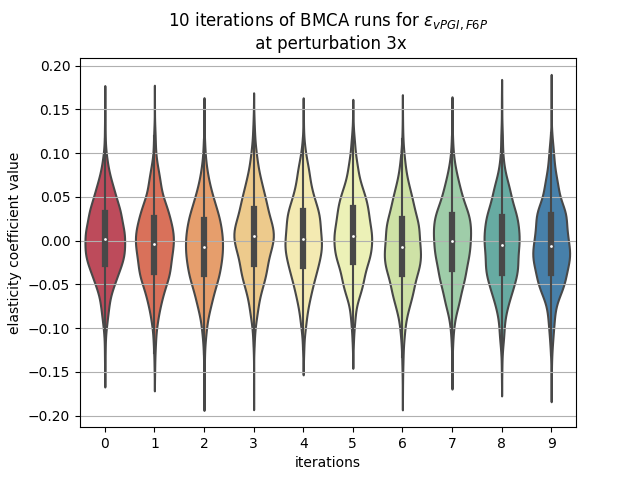 10 iterations of BMCA runs for ε_{vPGI, F6P}
at perturbation 3x
0.20
0.15
0.10
0.05
0.00
−0.05
−0.10
−0.15
−0.20
elasticity coefficient value
0 1 2 3 4 5 6 7 8 9
iterations